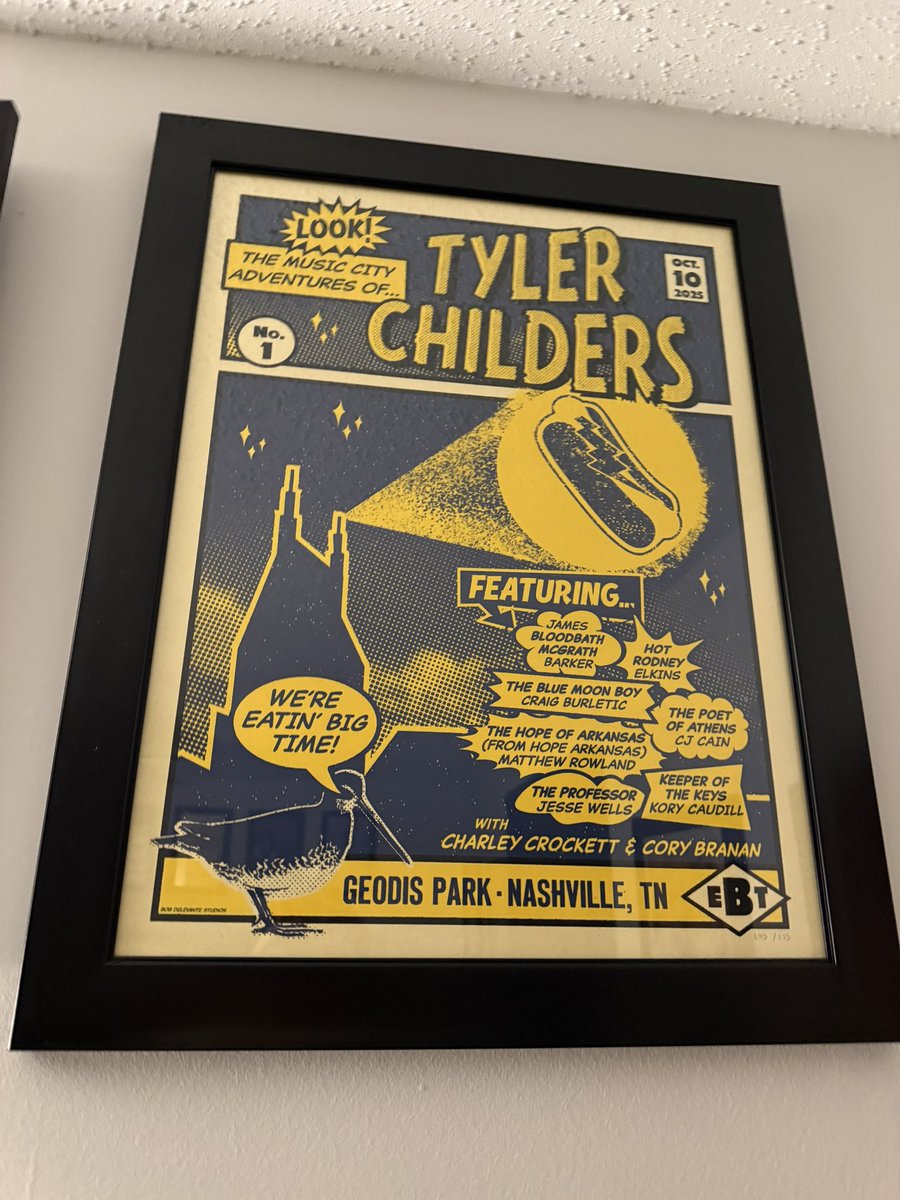 LOOK!
THE MUSIC CITY
ADVENTURES OF...
TYLER
CHILDERS
OCT.
10
2025
No.
1
FEATURING...
JAMES
BLOODBATH
MCGRATH
BARKER
HOT
RODNEY
ELKINS
THE BLUE MOON BOY
CRAIG BURLETIC
THE POET
OF ATHENS
CJ CAIN
THE HOPE OF ARKANSAS
(FROM HOPE ARKANSAS)
MATTHEW ROWLAND
THE PROFESSOR
JESSE WELLS
KEEPER OF
THE KEYS
KORY CAUDILL
WITH
CHARLEY CROCKETT & CORY BRANAN
WE'RE
EATIN' BIG
TIME!
GEODIS PARK · NASHVILLE, TN
EBT
BOB DELEVANTE STUDIOS